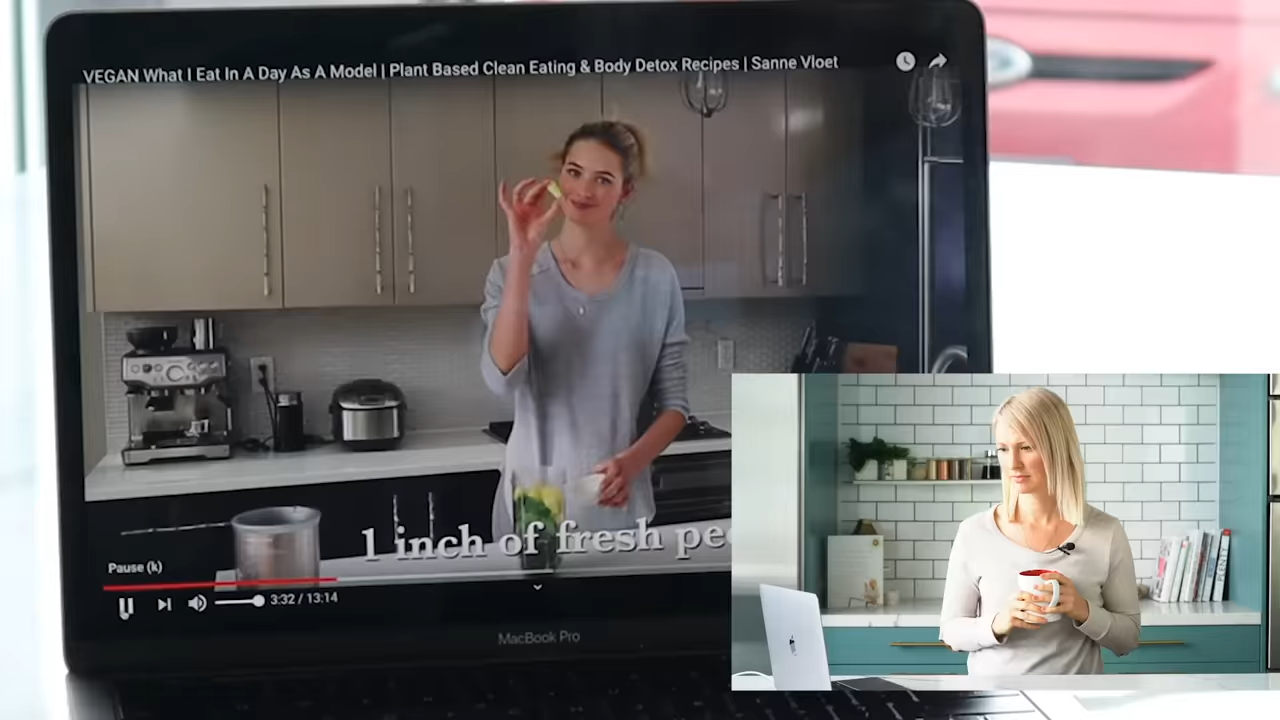 VEGAN What I Eat In A Day As A Model | Plant Based Clean Eating & Body Detox Recipes | Sanne Vloet
1 inch of fresh
Pause (k)
3:32 / 13:14
MacBook Pro